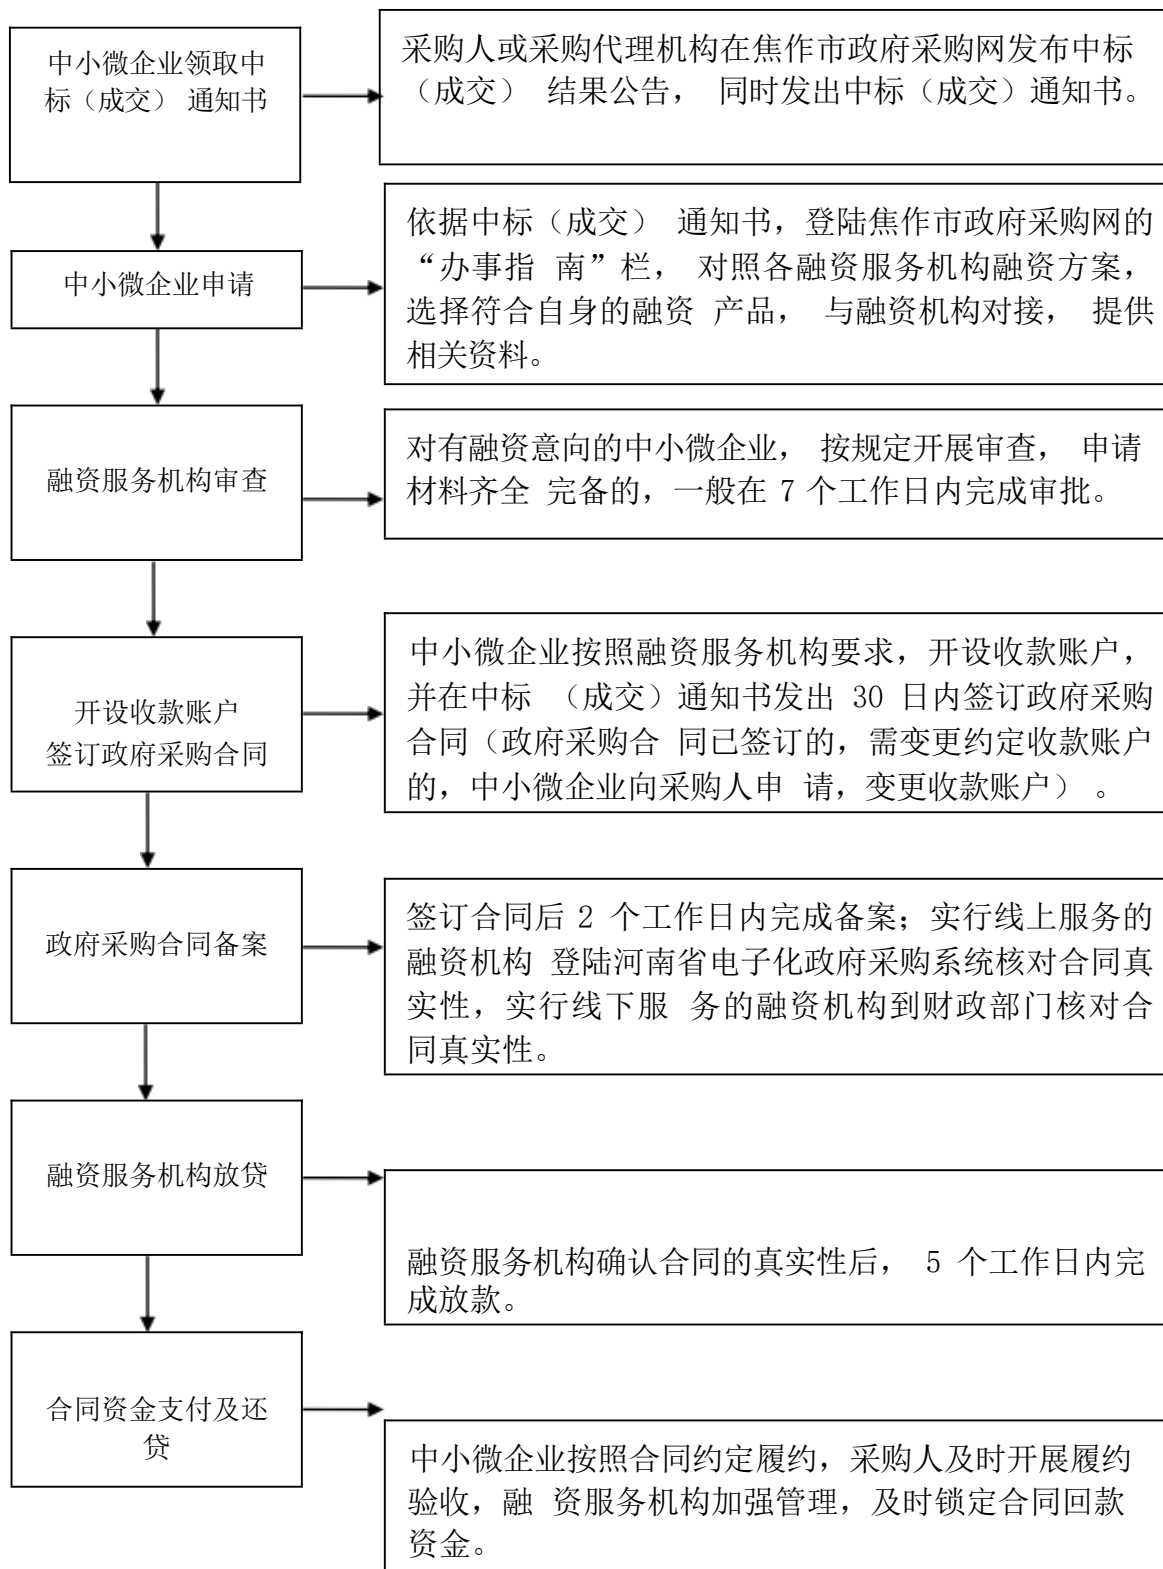 中小微企业领取中
标（成交） 通知书
采购人或采购代理机构在焦作市政府采购网发布中标
（成交） 结果公告， 同时发出中标（成交）通知书。
中小微企业申请
依据中标（成交） 通知书，登陆焦作市政府采购网的
“办事指 南”栏， 对照各融资服务机构融资方案，
选择符合自身的融资 产品， 与融资机构对接， 提供
相关资料。
融资服务机构审查
对有融资意向的中小微企业， 按规定开展审查， 申请
材料齐全 完备的，一般在 7 个工作日内完成审批。
开设收款账户
签订政府采购合同
中小微企业按照融资服务机构要求，开设收款账户，
并在中标 （成交）通知书发出 30 日内签订政府采购
合同（政府采购合 同已签订的，需变更约定收款账户
的，中小微企业向采购人申 请，变更收款账户） 。
政府采购合同备案
签订合同后 2 个工作日内完成备案；实行线上服务的
融资机构 登陆河南省电子化政府采购系统核对合同真
实性，实行线下服 务的融资机构到财政部门核对合
同真实性。
融资服务机构放贷
融资服务机构确认合同的真实性后， 5 个工作日内完
成放款。
合同资金支付及还
贷
中小微企业按照合同约定履约，采购人及时开展履约
验收，融 资服务机构加强管理，及时锁定合同回款
资金。